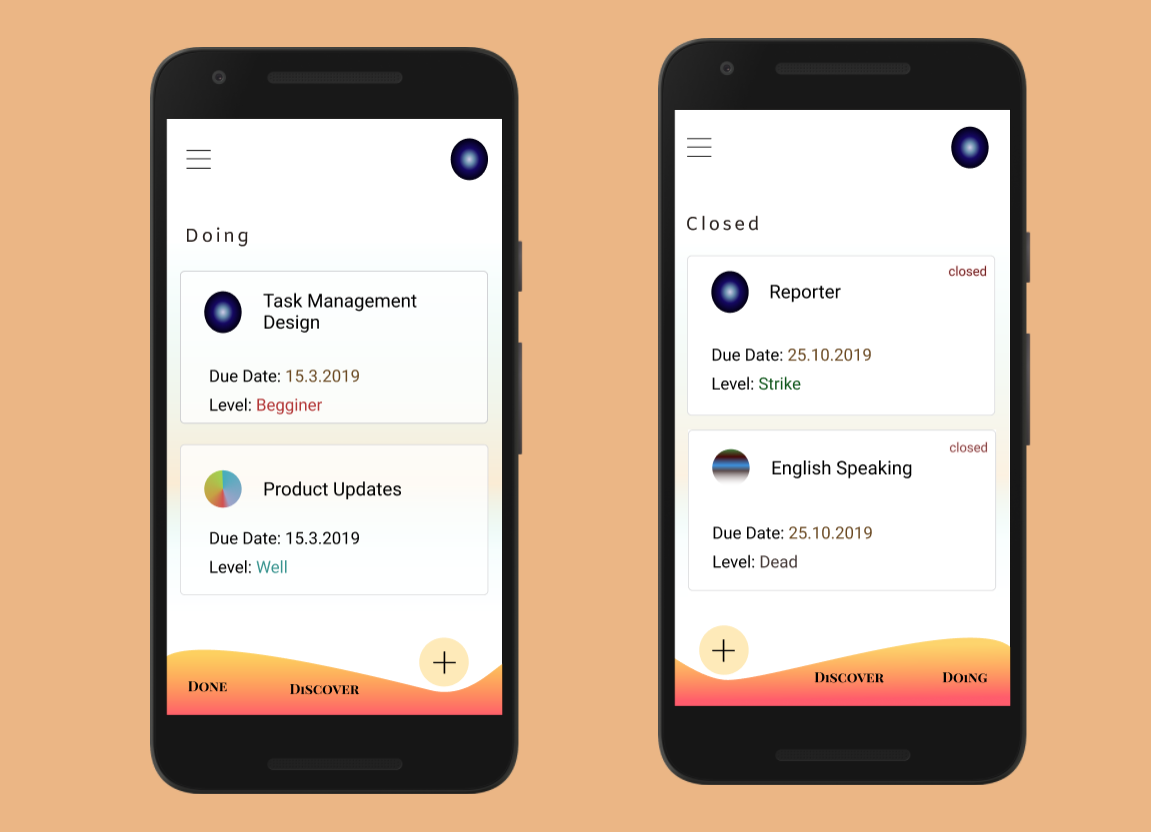 Doing
Task Management
Design
Due Date: 15.3.2019
Level: Begginer
Product Updates
Due Date: 15.3.2019
Level: Well
Done
Discover
Closed
closed
Reporter
Due Date: 25.10.2019
Level: Strike
closed
English Speaking
Due Date: 25.10.2019
Level: Dead
Discover
Doing